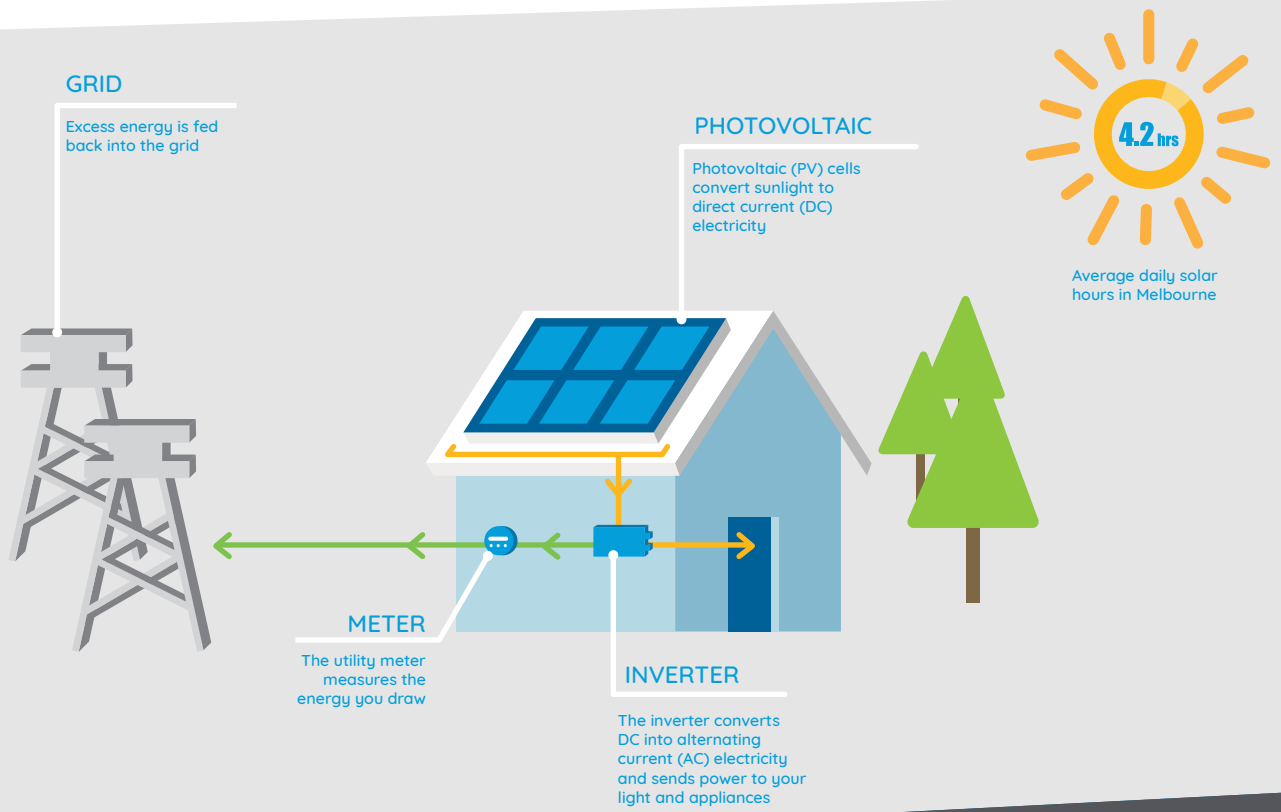 GRID
Excess energy is fed
back into the grid
PHOTOVOLTAIC
Photovoltaic (PV) cells
convert sunlight to
direct current (DC)
electricity
4.2 hrs
Average daily solar
hours in Melbourne
METER
The utility meter
measures the
energy you draw
INVERTER
The inverter converts
DC into alternating
current (AC) electricity
and sends power to your
light and appliances